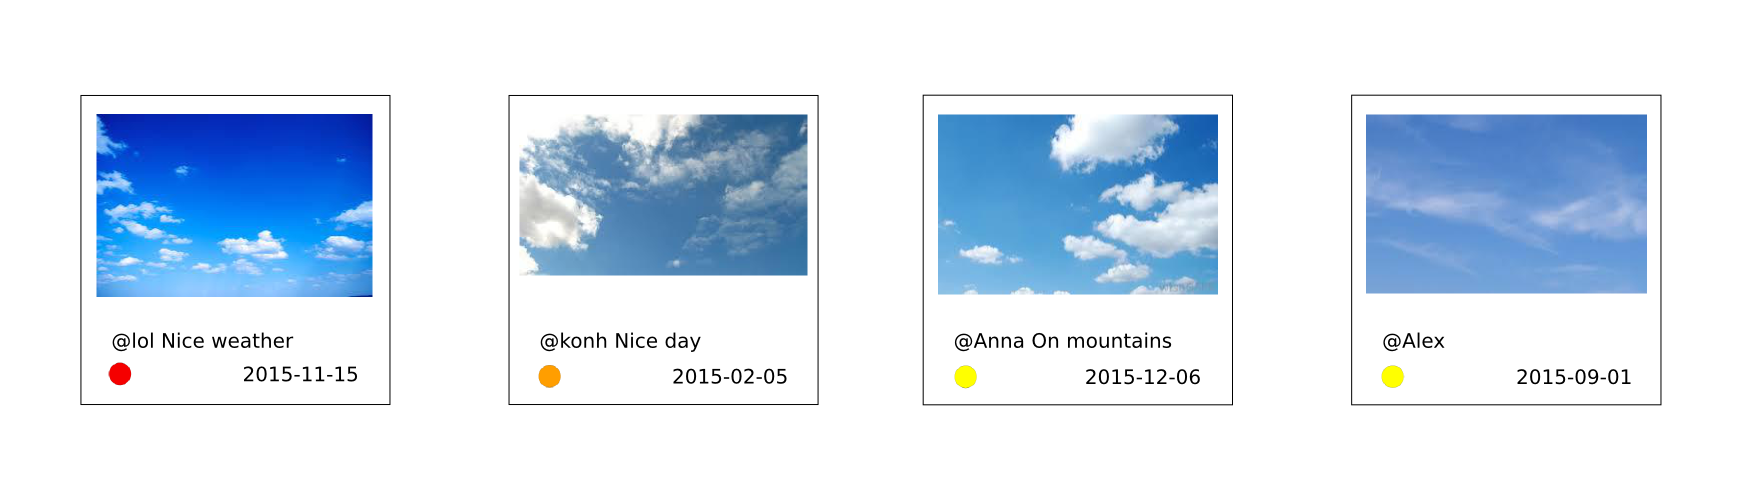 @lol Nice weather
2015-11-15
@konh Nice day
2015-02-05
@Anna On mountains
2015-12-06
@Alex
2015-09-01